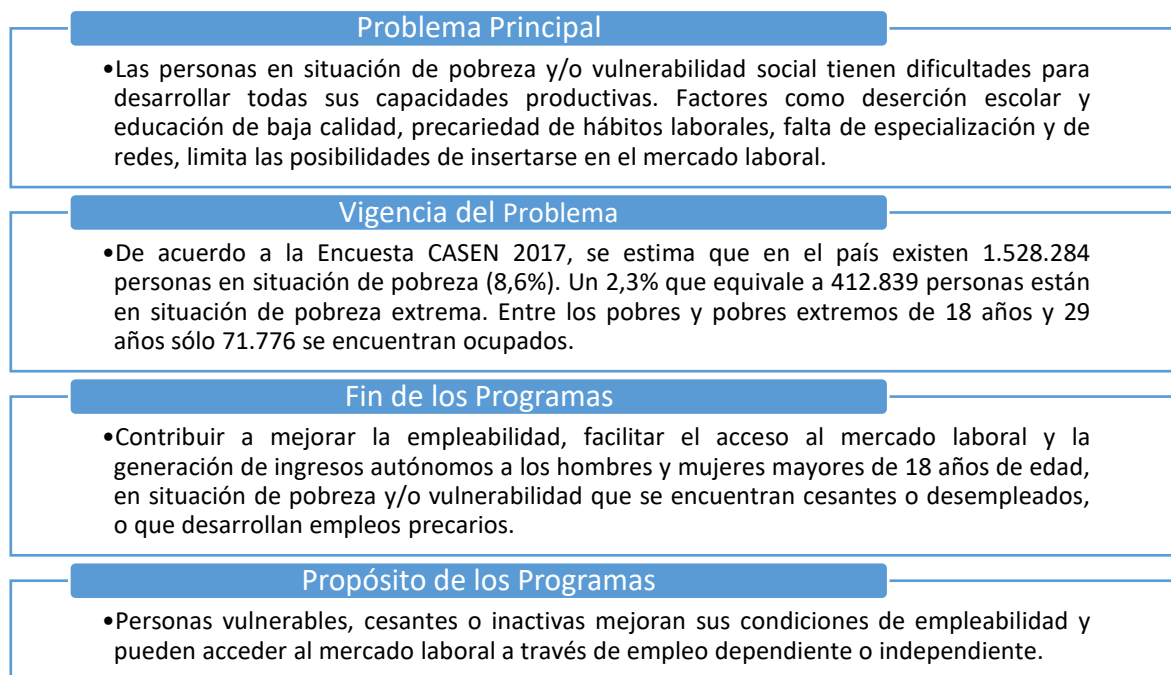 Problema Principal
•Las personas en situación de pobreza y/o vulnerabilidad social tienen dificultades para
desarrollar todas sus capacidades productivas. Factores como deserción escolar y
educación de baja calidad, precariedad de hábitos laborales, falta de especialización y de
redes, limita las posibilidades de insertarse en el mercado laboral.
Vigencia del Problema
•De acuerdo a la Encuesta CASEN 2017, se estima que en el país existen 1.528.284
personas en situación de pobreza (8,6%). Un 2,3% que equivale a 412.839 personas están
en situación de pobreza extrema. Entre los pobres y pobres extremos de 18 años y 29
años sólo 71.776 se encuentran ocupados.
Fin de los Programas
•Contribuir a mejorar la empleabilidad, facilitar el acceso al mercado laboral y la
generación de ingresos autónomos a los hombres y mujeres mayores de 18 años de edad,
en situación de pobreza y/o vulnerabilidad que se encuentran cesantes o desempleados,
o que desarrollan empleos precarios.
Propósito de los Programas
•Personas vulnerables, cesantes o inactivas mejoran sus condiciones de empleabilidad y
pueden acceder al mercado laboral a través de empleo dependiente o independiente.